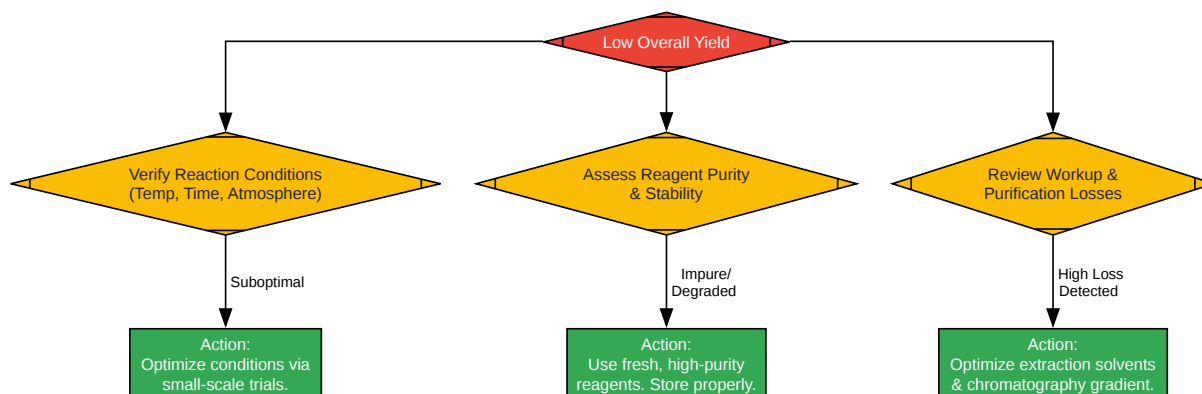 Low Overall Yield
Verify Reaction Conditions
(Temp, Time, Atmosphere)
Assess Reagent Purity
& Stability
Review Workup &
Purification Losses
Suboptimal
Impure/
Degraded
High Loss
Detected
Action:
Optimize conditions via
small-scale trials.
Action:
Use fresh, high-purity
reagents. Store properly.
Action:
Optimize extraction solvents
& chromatography gradient.